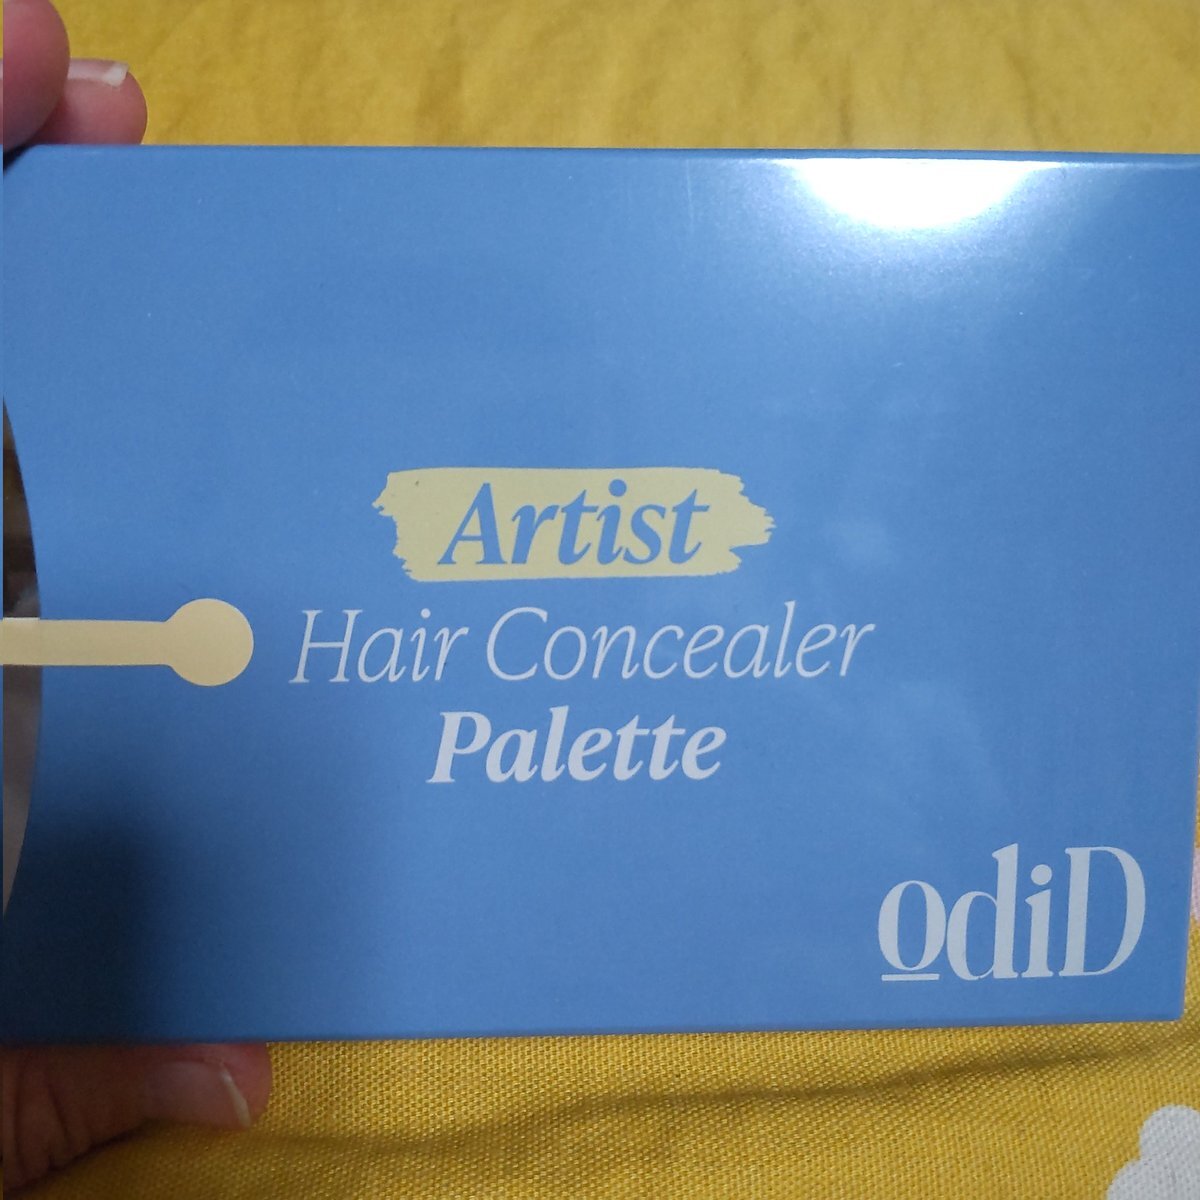 Artist
Hair Concealer
Palette
odiD